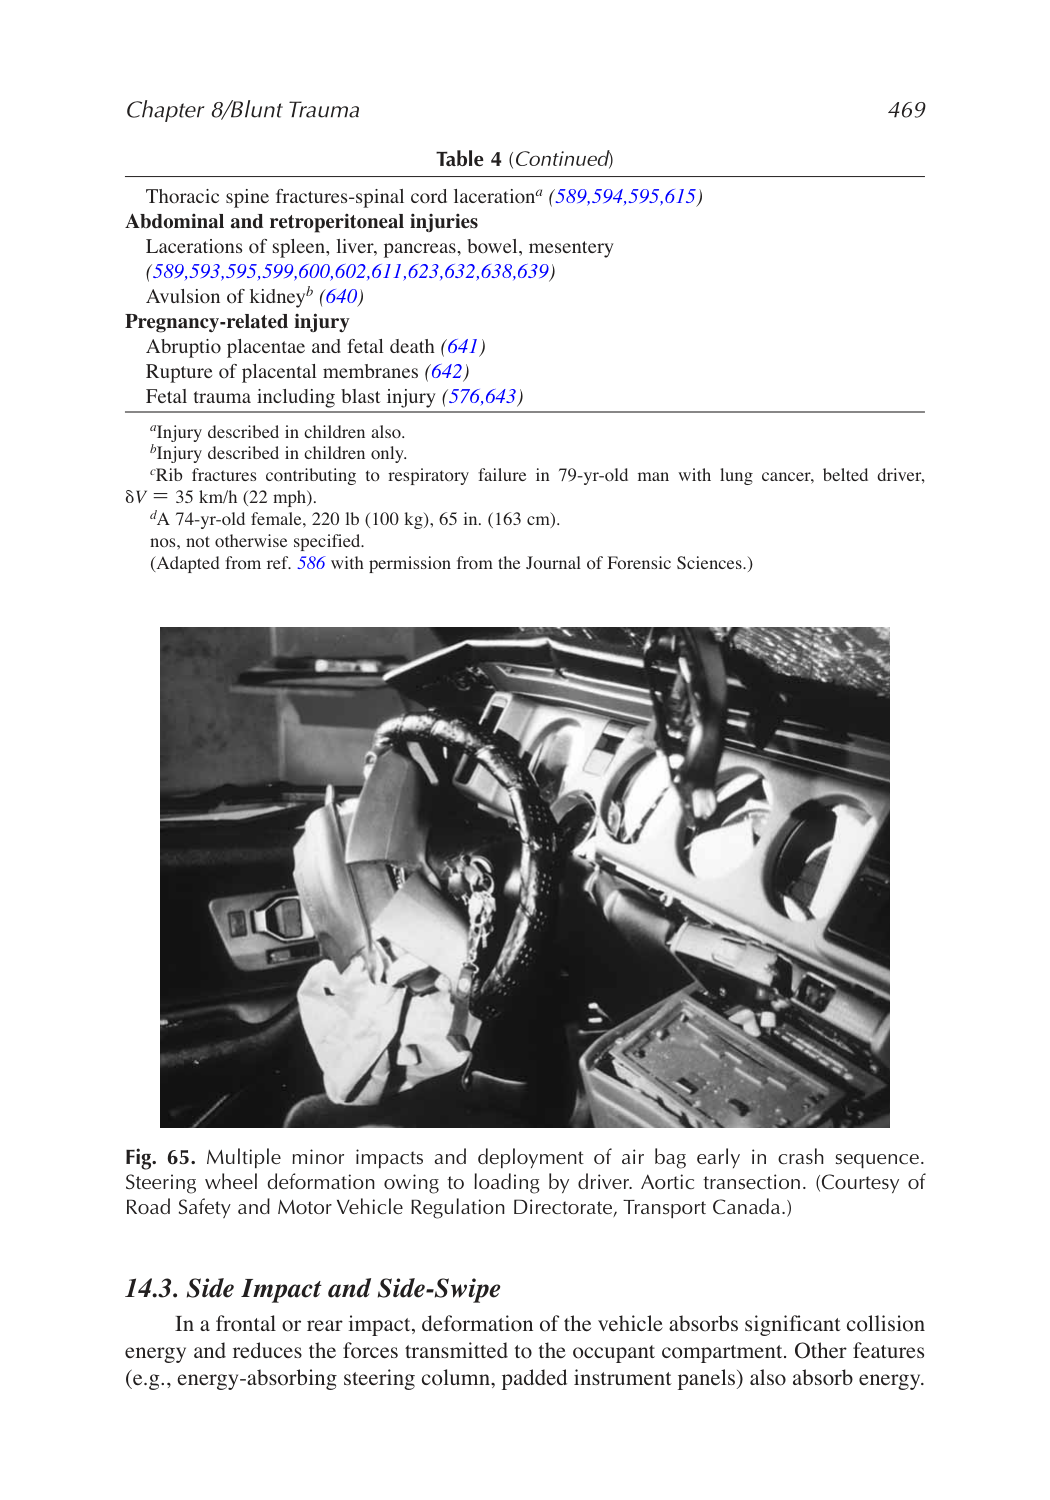 Chapter 8/Blunt Trauma 469
Table 4 (Continued)
Thoracic spine fractures-spinal cord lacerationᵃ (589,594,595,615)
Abdominal and retroperitoneal injuries
Lacerations of spleen, liver, pancreas, bowel, mesentery
(589,593,595,599,600,602,611,623,632,638,639)
Avulsion of kidneyᵇ (640)
Pregnancy-related injury
Abruptio placentae and fetal death (641)
Rupture of placental membranes (642)
Fetal trauma including blast injury (576,643)
ᵃInjury described in children also.
ᵇInjury described in children only.
ᶜRib fractures contributing to respiratory failure in 79-yr-old man with lung cancer, belted driver,
δV = 35 km/h (22 mph).
ᵈA 74-yr-old female, 220 lb (100 kg), 65 in. (163 cm).
nos, not otherwise specified.
(Adapted from ref. 586 with permission from the Journal of Forensic Sciences.)
Fig. 65. Multiple minor impacts and deployment of air bag early in crash sequence.
Steering wheel deformation owing to loading by driver. Aortic transection. (Courtesy of
Road Safety and Motor Vehicle Regulation Directorate, Transport Canada.)
14.3. Side Impact and Side-Swipe
In a frontal or rear impact, deformation of the vehicle absorbs significant collision
energy and reduces the forces transmitted to the occupant compartment. Other features
(e.g., energy-absorbing steering column, padded instrument panels) also absorb energy.